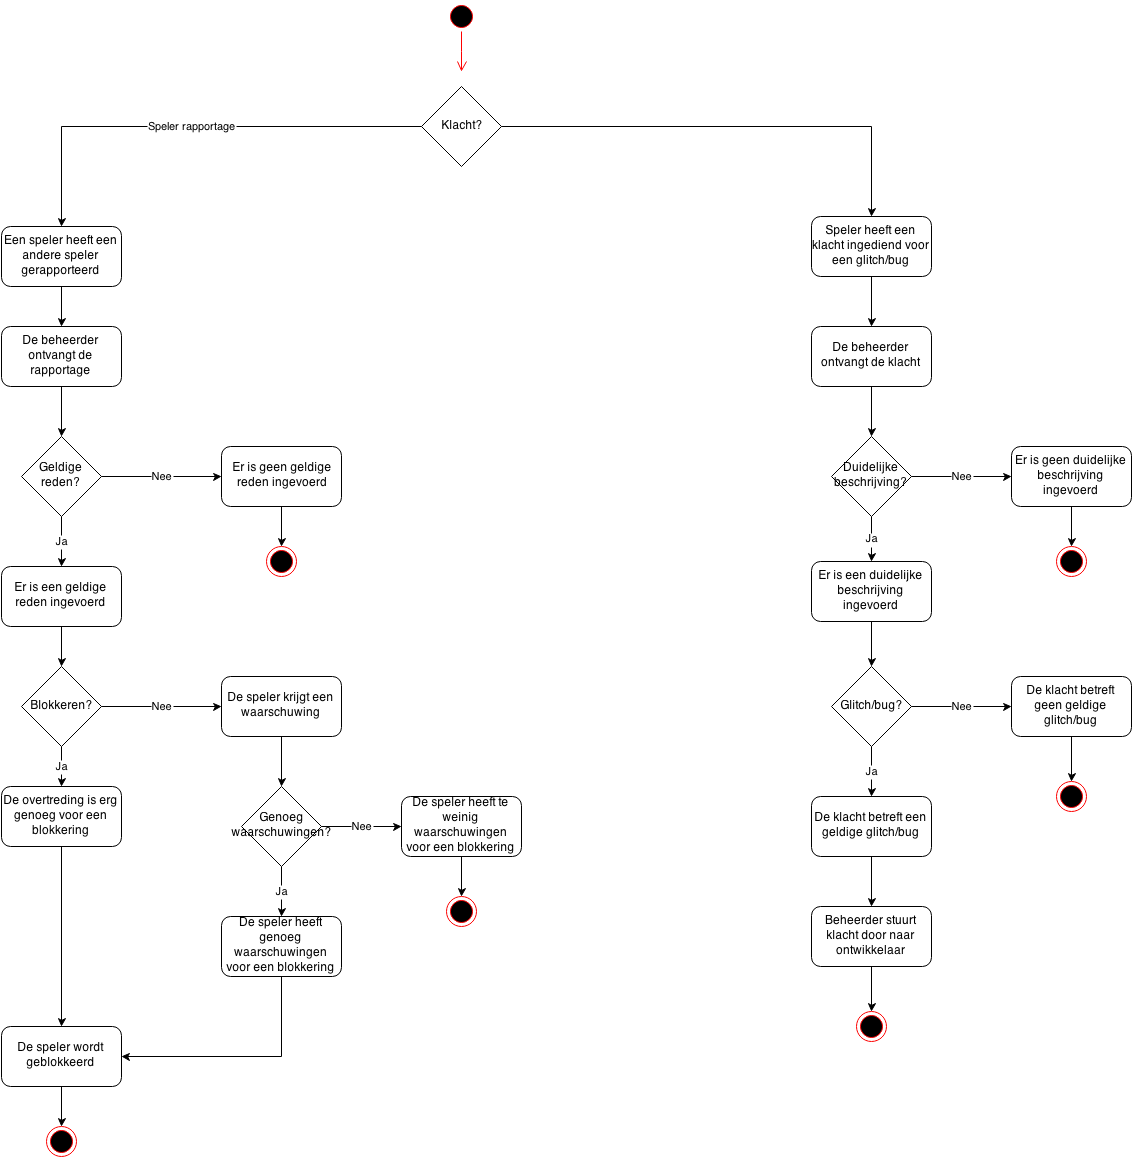 Klacht?
Speler rapportage
Een speler heeft een
andere speler
gerapporteerd
Speler heeft een
klacht ingediend voor
een glitch/bug
De beheerder
ontvangt de
rapportage
De beheerder
ontvangt de klacht
Geldige
reden?
Nee
Er is geen geldige
reden ingevoerd
Duidelijke
beschrijving?
Nee
Er is geen duidelijke
beschrijving
ingevoerd
Ja
Ja
Er is een geldige
reden ingevoerd
Er is een duidelijke
beschrijving
ingevoerd
Blokkeren?
Nee
De speler krijgt een
waarschuwing
Glitch/bug?
Nee
De klacht betreft
geen geldige
glitch/bug
Ja
Ja
De overtreding is erg
genoeg voor een
blokkering
Genoeg
waarschuwingen?
Nee
De speler heeft te
weinig
waarschuwingen
voor een blokkering
De klacht betreft een
geldige glitch/bug
Ja
De speler heeft
genoeg
waarschuwingen
voor een blokkering
Beheerder stuurt
klacht door naar
ontwikkelaar
De speler wordt
geblokkeerd